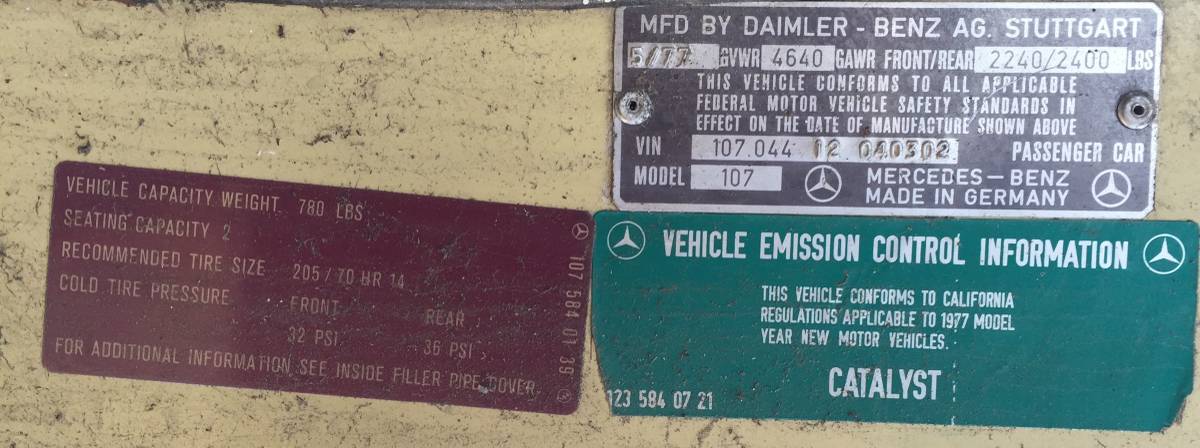 MFD BY DAIMLER - BENZ AG. STUTTGART
5/77 GVWR 4640 GAWR FRONT/REAR 2240/2400 LBS
THIS VEHICLE CONFORMS TO ALL APPLICABLE
FEDERAL MOTOR VEHICLE SAFETY STANDARDS IN
EFFECT ON THE DATE OF MANUFACTURE SHOWN ABOVE
VIN 107.044 12 040302 PASSENGER CAR
MODEL 107 MERCEDES-BENZ
MADE IN GERMANY
VEHICLE CAPACITY WEIGHT 780 LBS
SEATING CAPACITY 2
RECOMMENDED TIRE SIZE 205/70 HR 14
COLD TIRE PRESSURE FRONT REAR
32 PSI 36 PSI
FOR ADDITIONAL INFORMATION SEE INSIDE FILLER PIPE COVER
107 584 01 39
VEHICLE EMISSION CONTROL INFORMATION
THIS VEHICLE CONFORMS TO CALIFORNIA
REGULATIONS APPLICABLE TO 1977 MODEL
YEAR NEW MOTOR VEHICLES.
CATALYST
123 584 07 21